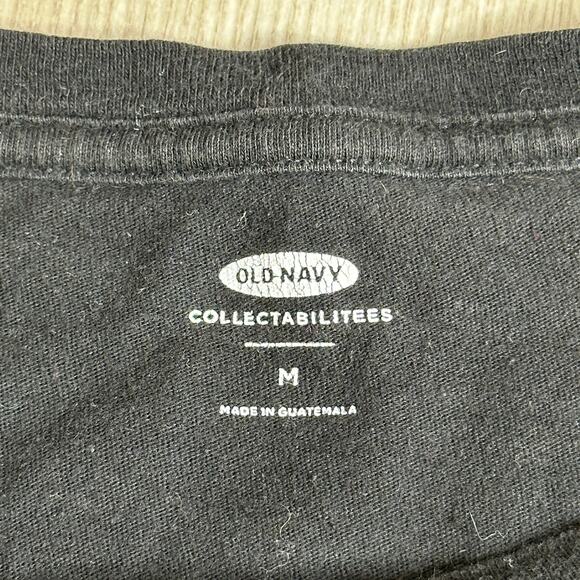 OLD NAVY
COLLECTABILITEES
M
MADE IN GUATEMALA